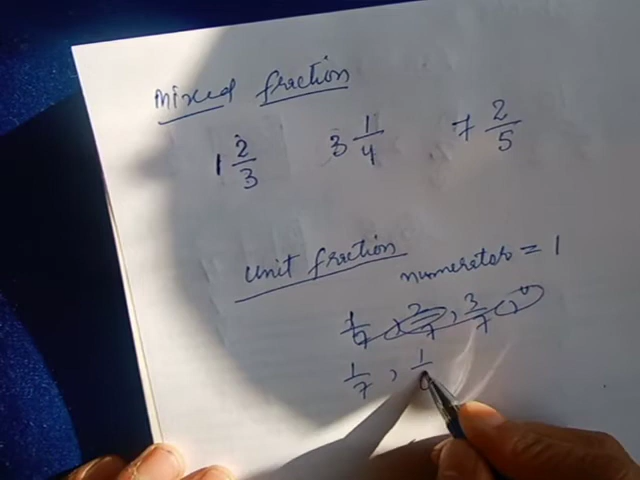 Mixed fraction
1 2/3 3 1/4 7 2/5
Unit fraction
numerator = 1
1/7, 2/7, 3/7,
1/7, 1/